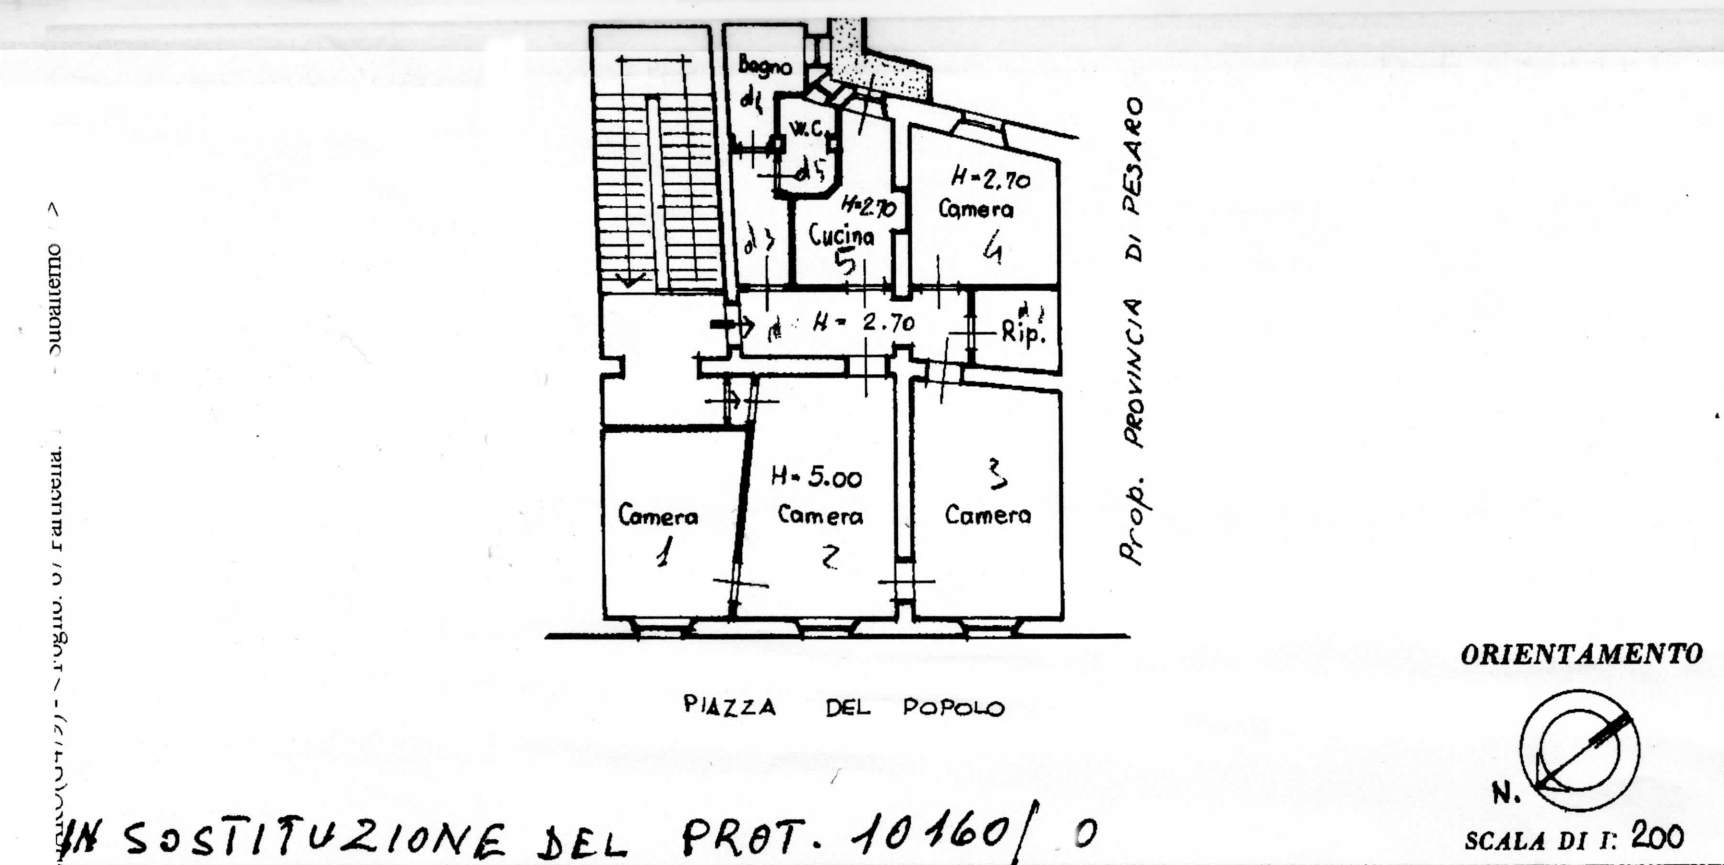 Bagno
d4
W.C.
d5
H=2.70
Camera
4
H=2.70
Cucina
5
d3
d
H= 2.70
Rip.
Prop. PROVINCIA DI PESARO
H= 5.00
Camera
1
Camera
2
3
Camera
PIAZZA DEL POPOLO
ORIENTAMENTO
N.
SCALA DI 1: 200
IN SOSTITUZIONE DEL PROT. 10160/ 0
Subalterno >